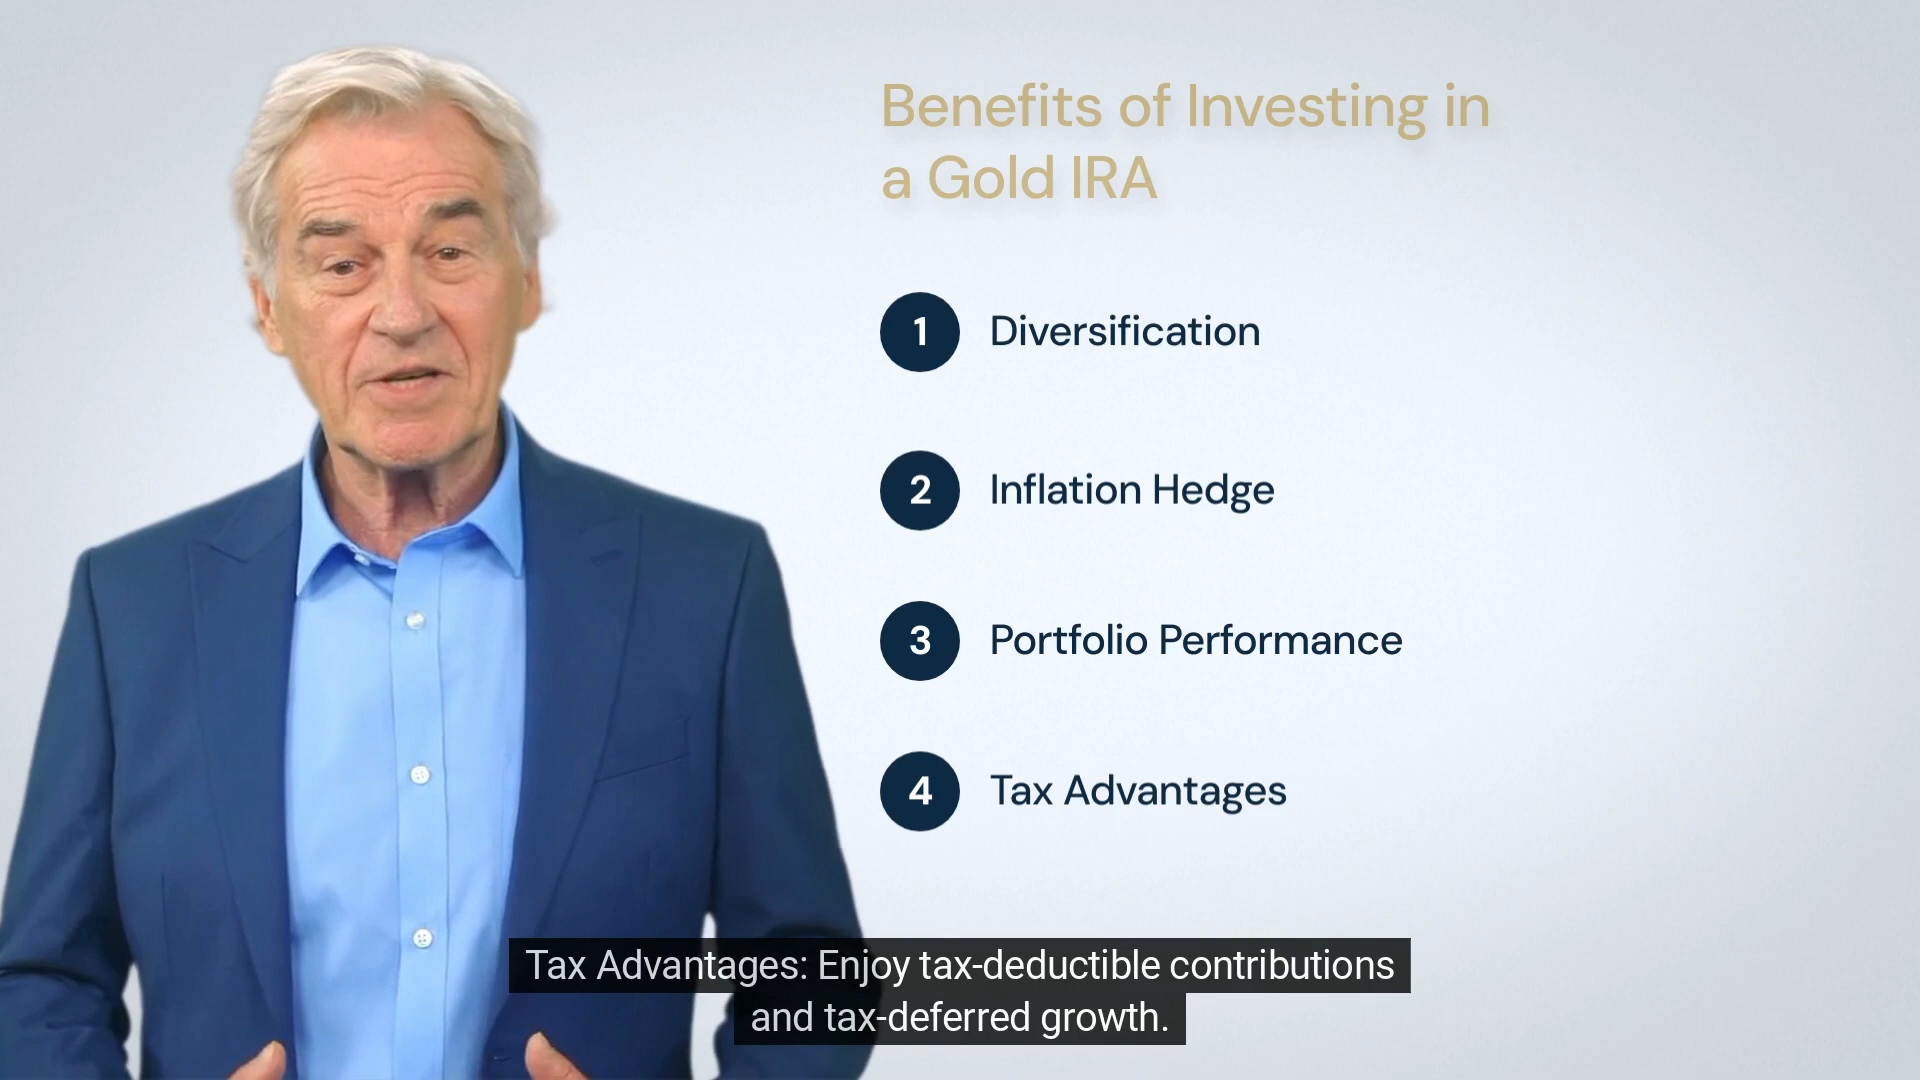 Benefits of Investing in
a Gold IRA
1 Diversification
2 Inflation Hedge
3 Portfolio Performance
4 Tax Advantages
Tax Advantages: Enjoy tax-deductible contributions
and tax-deferred growth.